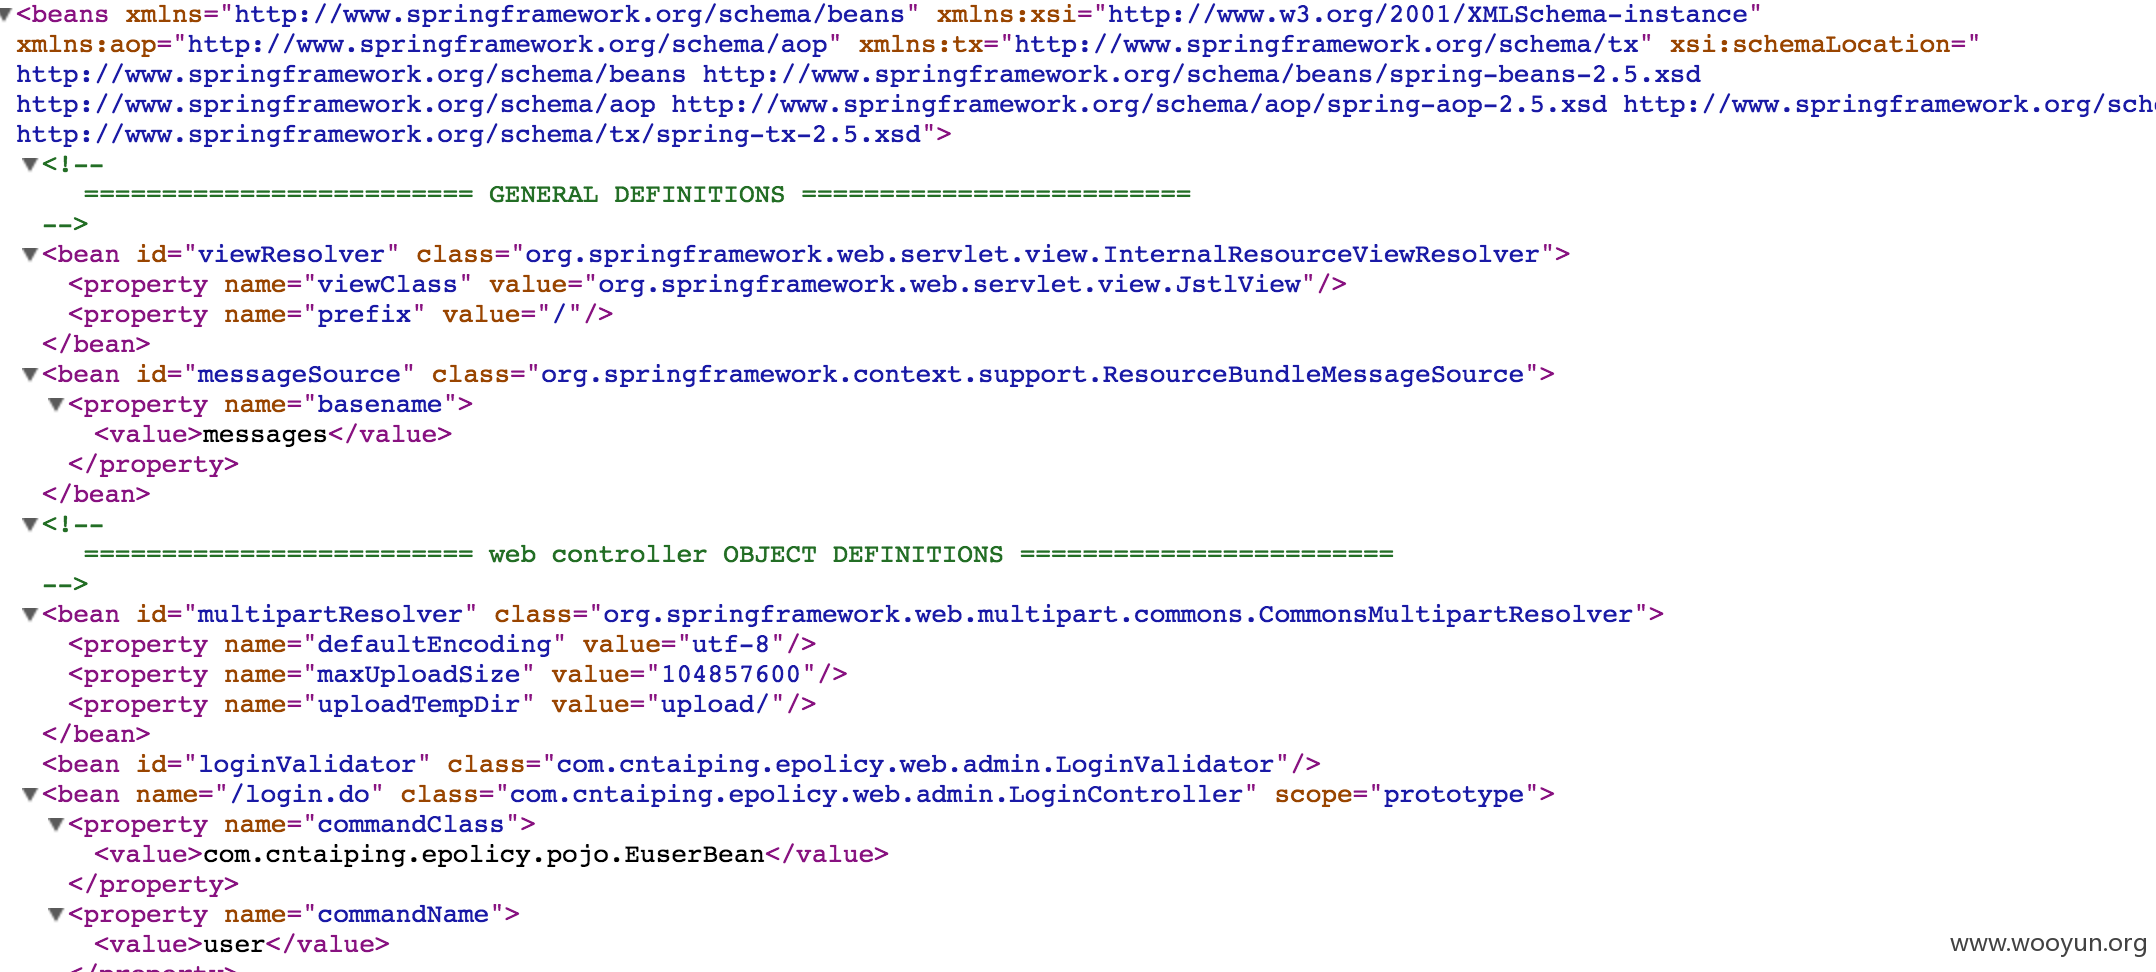 <beans xmlns="http://www.springframework.org/schema/beans" xmlns:xsi="http://www.w3.org/2001/XMLSchema-instance"
xmlns:aop="http://www.springframework.org/schema/aop" xmlns:tx="http://www.springframework.org/schema/tx" xsi:schemaLocation="
http://www.springframework.org/schema/beans http://www.springframework.org/schema/beans/spring-beans-2.5.xsd
http://www.springframework.org/schema/aop http://www.springframework.org/schema/aop/spring-aop-2.5.xsd http://www.springframework.org/sch
http://www.springframework.org/schema/tx/spring-tx-2.5.xsd">
<!--
========================= GENERAL DEFINITIONS =========================
-->
<bean id="viewResolver" class="org.springframework.web.servlet.view.InternalResourceViewResolver">
<property name="viewClass" value="org.springframework.web.servlet.view.JstlView"/>
<property name="prefix" value="/"/>
</bean>
<bean id="messageSource" class="org.springframework.context.support.ResourceBundleMessageSource">
<property name="basename">
<value>messages</value>
</property>
</bean>
<!--
========================= web controller OBJECT DEFINITIONS ========================
-->
<bean id="multipartResolver" class="org.springframework.web.multipart.commons.CommonsMultipartResolver">
<property name="defaultEncoding" value="utf-8"/>
<property name="maxUploadSize" value="104857600"/>
<property name="uploadTempDir" value="upload/"/>
</bean>
<bean id="loginValidator" class="com.cntaiping.epolicy.web.admin.LoginValidator"/>
<bean name="/login.do" class="com.cntaiping.epolicy.web.admin.LoginController" scope="prototype">
<property name="commandClass">
<value>com.cntaiping.epolicy.pojo.EuserBean</value>
</property>
<property name="commandName">
<value>user</value>
</property>
www.wooyun.org